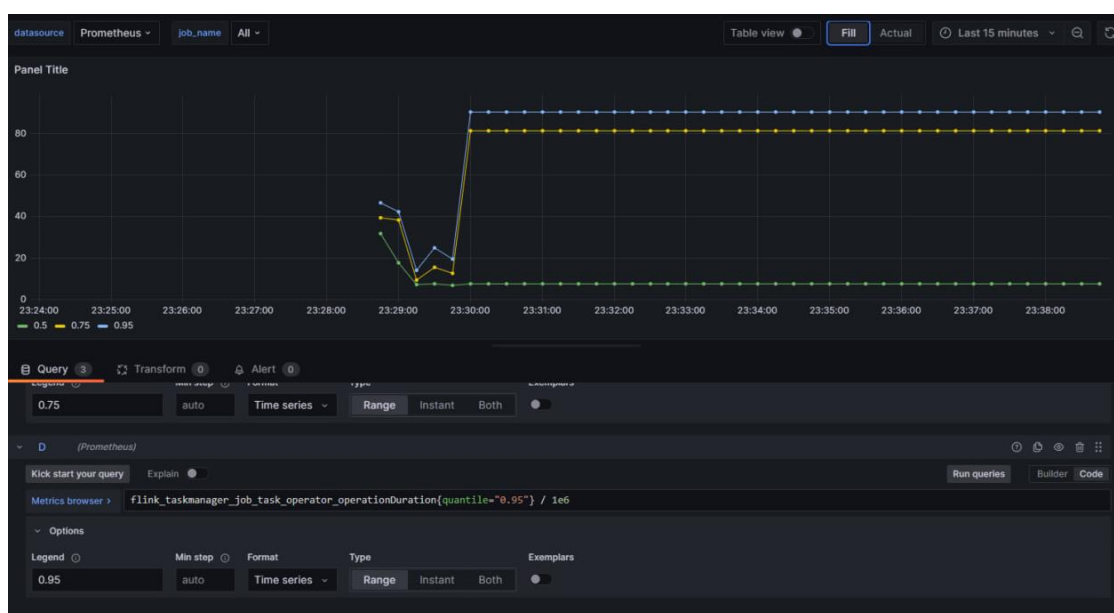 datasource Prometheus job_name All Table view Fill Actual Last 15 minutes
Panel Title
80
60
40
20
0
23:24:00 23:25:00 23:26:00 23:27:00 23:28:00 23:29:00 23:30:00 23:31:00 23:32:00 23:33:00 23:34:00 23:35:00 23:36:00 23:37:00 23:38:00
0.5 0.75 0.95
Query 3 Transform 0 Alert 0
Legend Min step Format Type Exemplars
0.75 auto Time series Range Instant Both
D (Prometheus)
Kick start your query Explain Run queries Builder Code
Metrics browser > flink_taskmanager_job_task_operator_operationDuration{quantile="0.95"} / 1e6
Options
Legend Min step Format Type Exemplars
0.95 auto Time series Range Instant Both